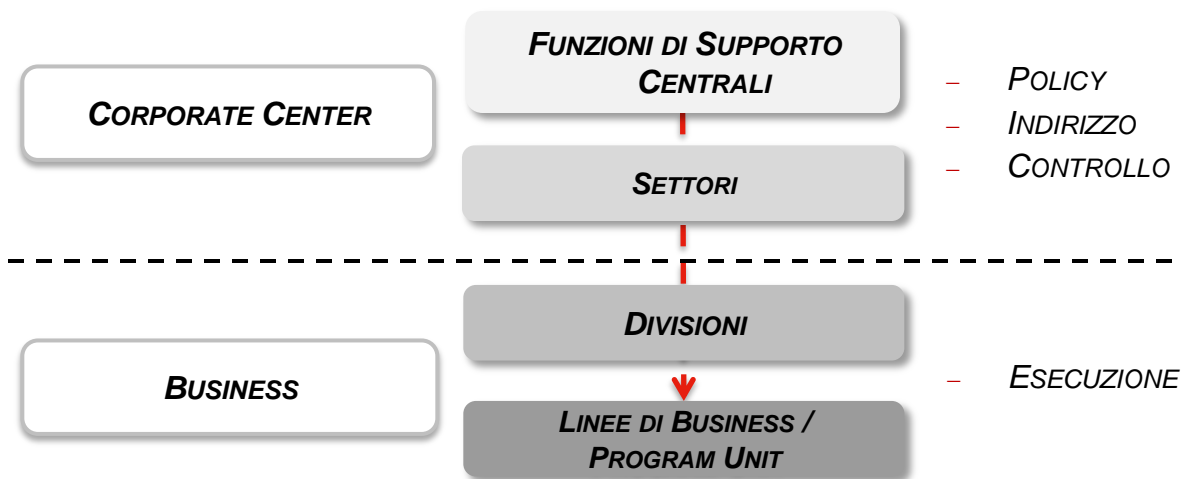 FUNZIONI DI SUPPORTO
CENTRALI
CORPORATE CENTER
– POLICY
– INDIRIZZO
– CONTROLLO
SETTORI
DIVISIONI
BUSINESS
– ESECUZIONE
LINEE DI BUSINESS /
PROGRAM UNIT